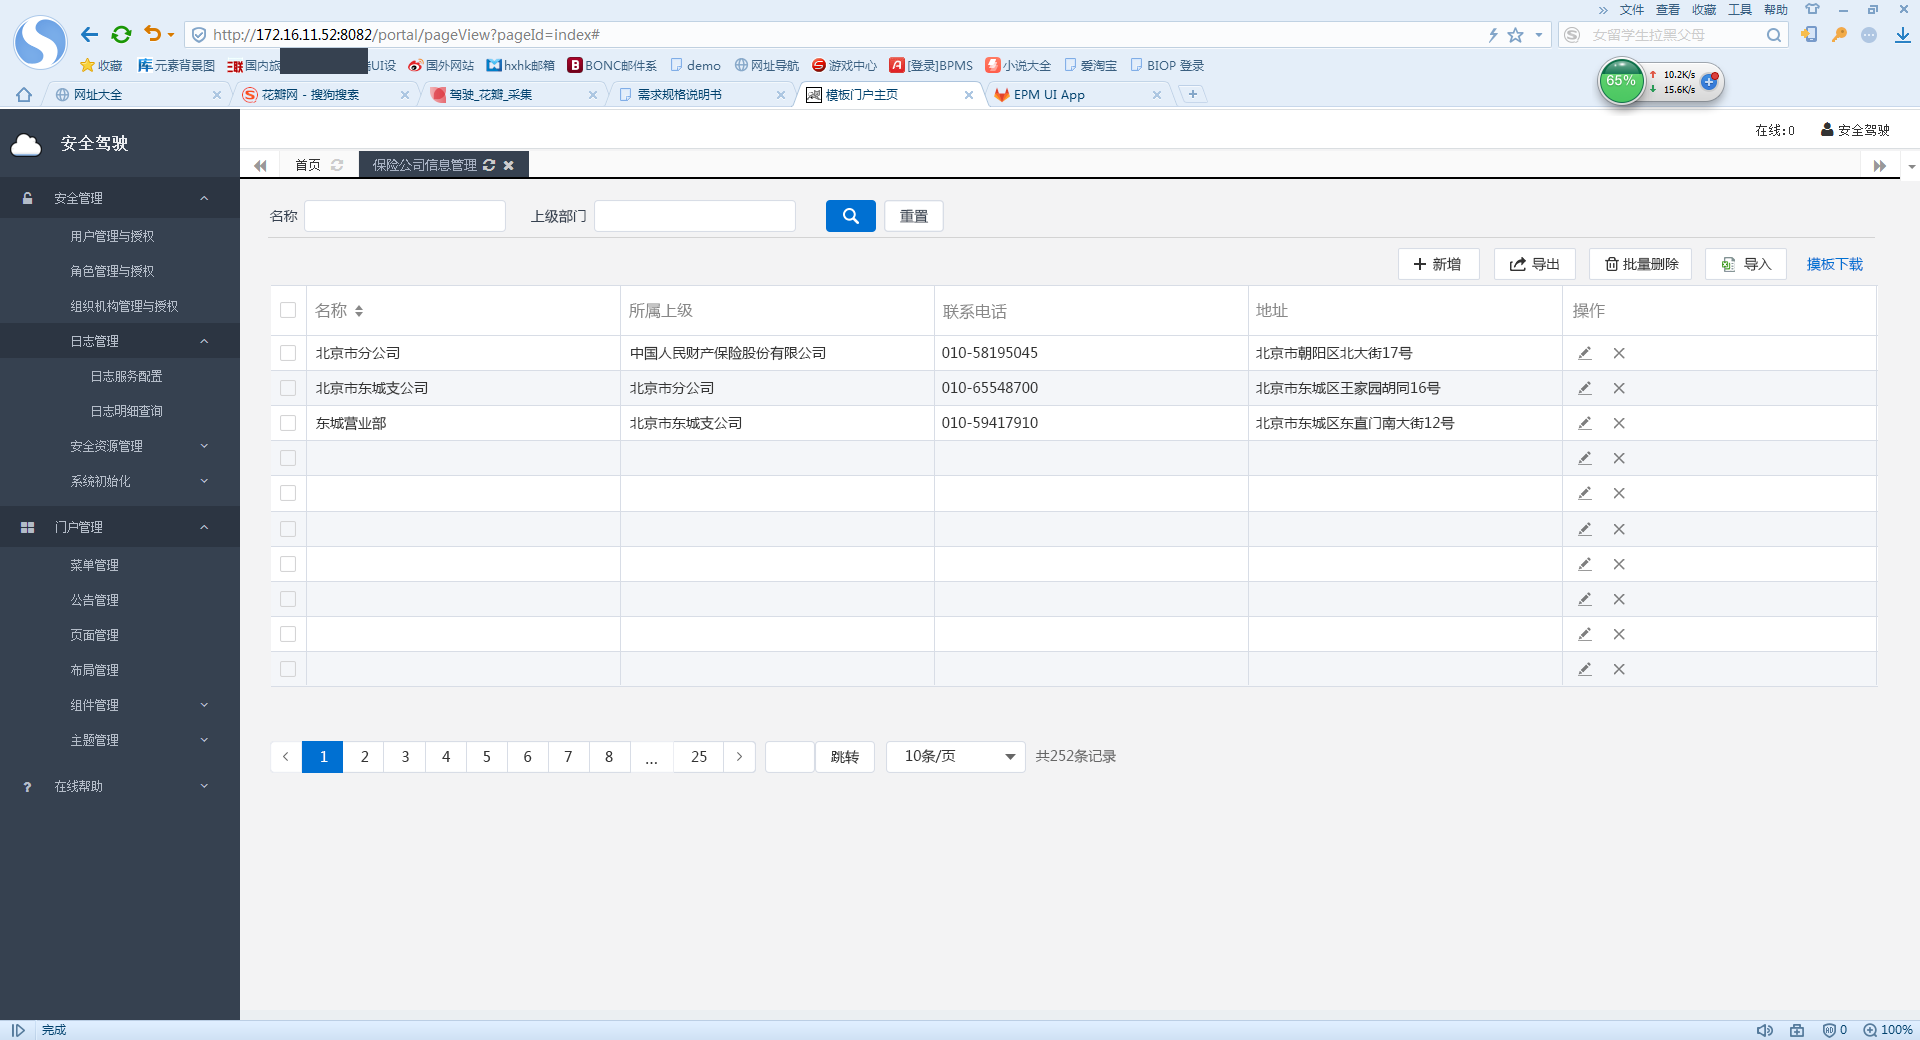 » 文件 查看 收藏 工具 帮助
http://172.16.11.52:8082/portal/pageView?pageId=index#
女留学生拉黑父母
收藏 库 元素背景图 联 国内旅 UI设 国外网站 hxhk邮箱 B BONC邮件系 demo 网址导航 游戏中心 [登录]BPMS 小说大全 爱淘宝 BIOP 登录
65%
10.2K/s
15.6K/s
网址大全 花瓣网 - 搜狗搜索 驾驶_花瓣_采集 需求规格说明书 模板门户主页 EPM UI App
安全驾驶
在线:0 安全驾驶
首页 保险公司信息管理
安全管理
用户管理与授权
角色管理与授权
组织机构管理与授权
日志管理
日志服务配置
日志明细查询
安全资源管理
系统初始化
门户管理
菜单管理
公告管理
页面管理
布局管理
组件管理
主题管理
? 在线帮助
名称 上级部门 重置
新增 导出 批量删除 导入 摸板下载
名称 所属上级 联系电话 地址 操作
北京市分公司 中国人民财产保险股份有限公司 010-58195045 北京市朝阳区北大街17号
北京市东城支公司 北京市分公司 010-65548700 北京市东城区王家园胡同16号
东城营业部 北京市东城支公司 010-59417910 北京市东城区东直门南大街12号
< 1 2 3 4 5 6 7 8 ... 25 > 跳转 10条/页 共252条记录
完成
0 100%